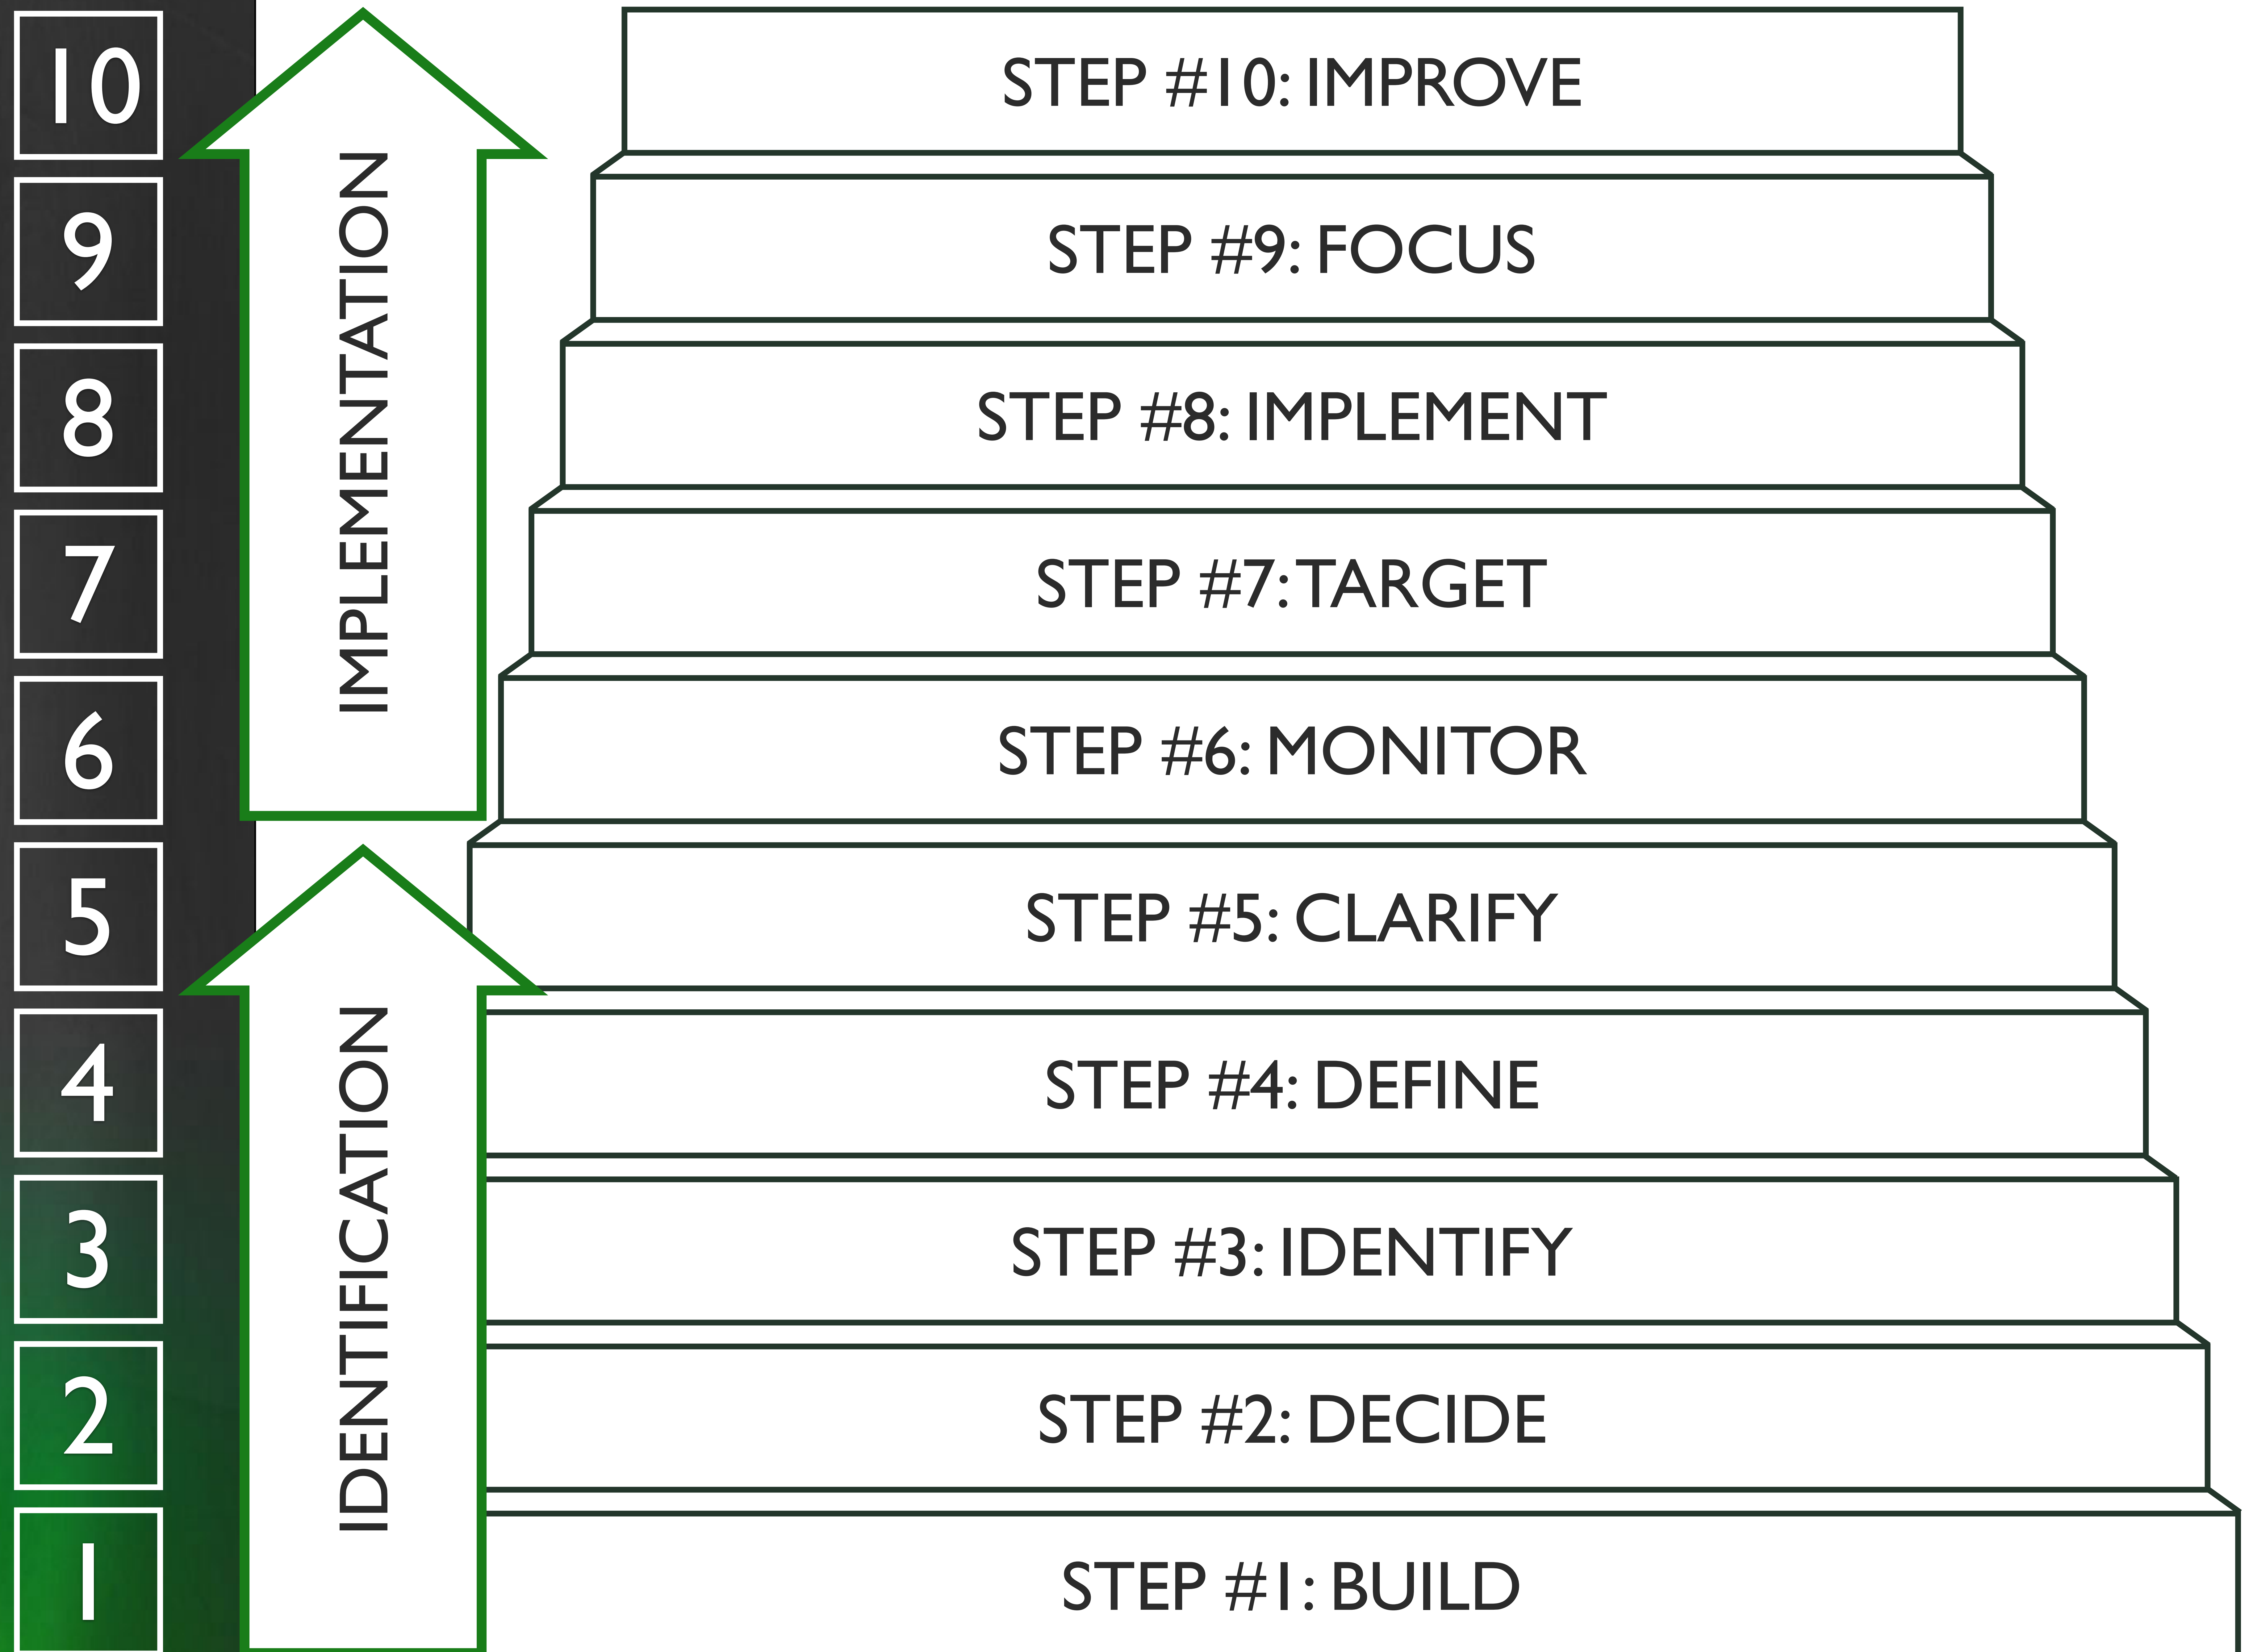 10
9
8
7
6
5
4
3
2
1
IMPLEMENTATION
IDENTIFICATION
STEP #10: IMPROVE
STEP #9: FOCUS
STEP #8: IMPLEMENT
STEP #7: TARGET
STEP #6: MONITOR
STEP #5: CLARIFY
STEP #4: DEFINE
STEP #3: IDENTIFY
STEP #2: DECIDE
STEP #1: BUILD